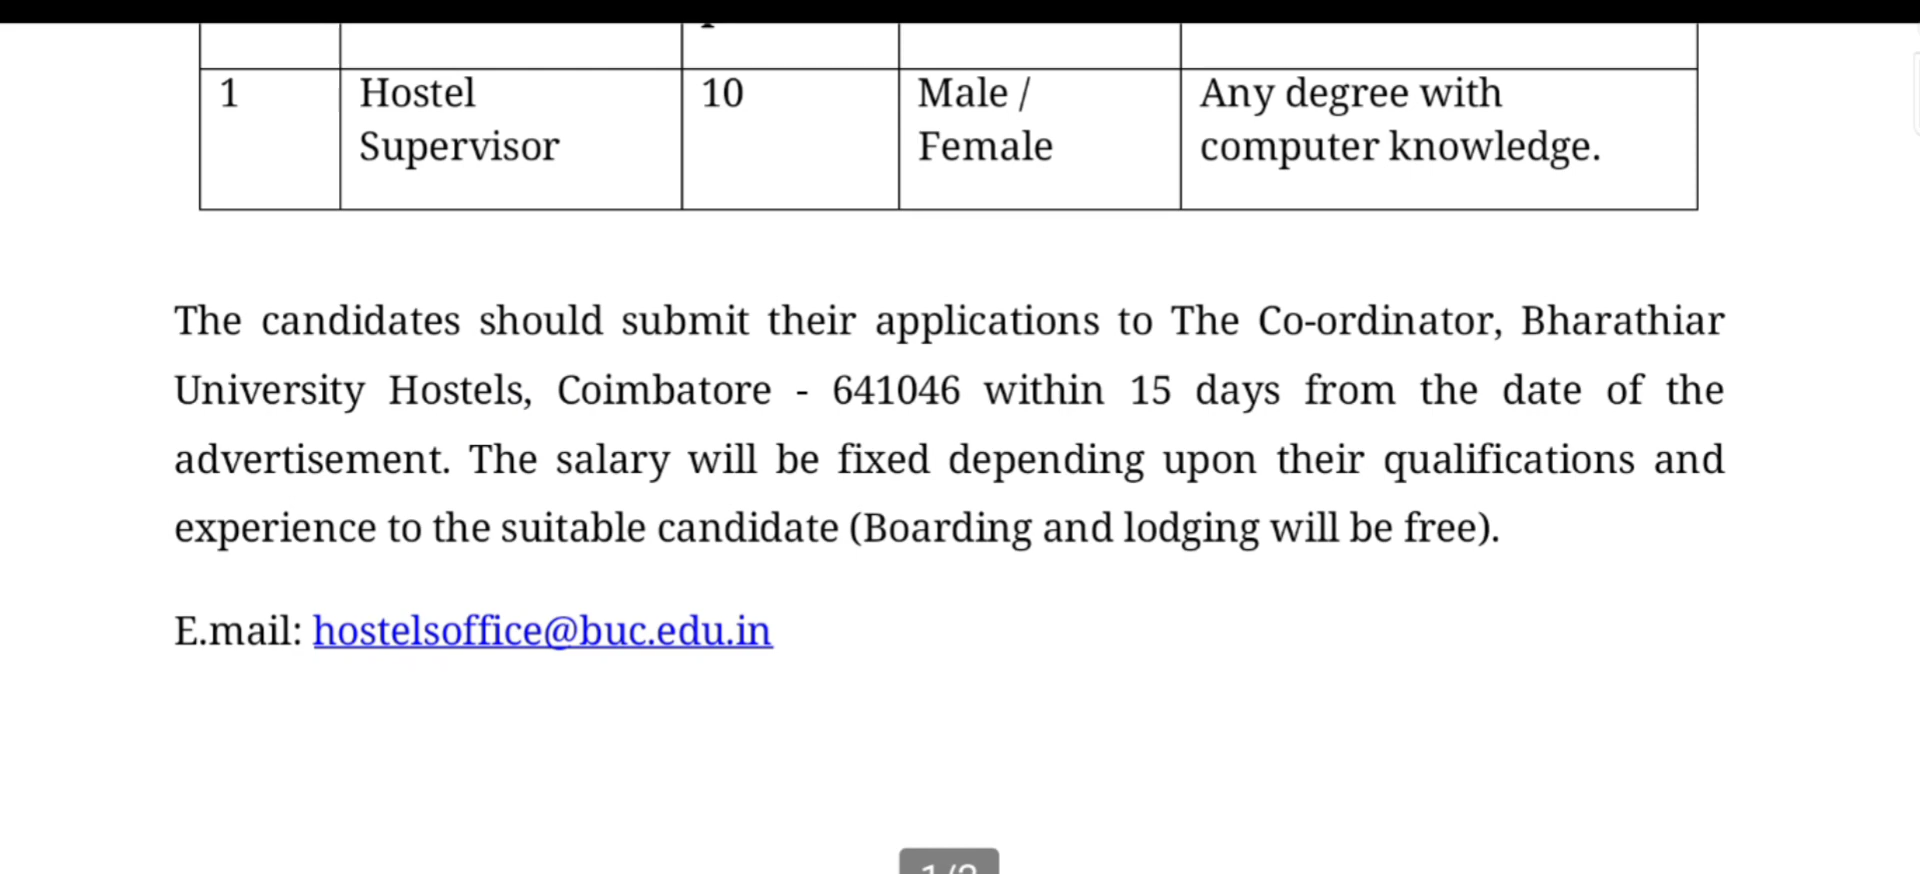 1 Hostel 10 Male / Any degree with
Supervisor Female computer knowledge.
The candidates should submit their applications to The Co-ordinator, Bharathiar
University Hostels, Coimbatore - 641046 within 15 days from the date of the
advertisement. The salary will be fixed depending upon their qualifications and
experience to the suitable candidate (Boarding and lodging will be free).
E.mail: hostelsoffice@buc.edu.in